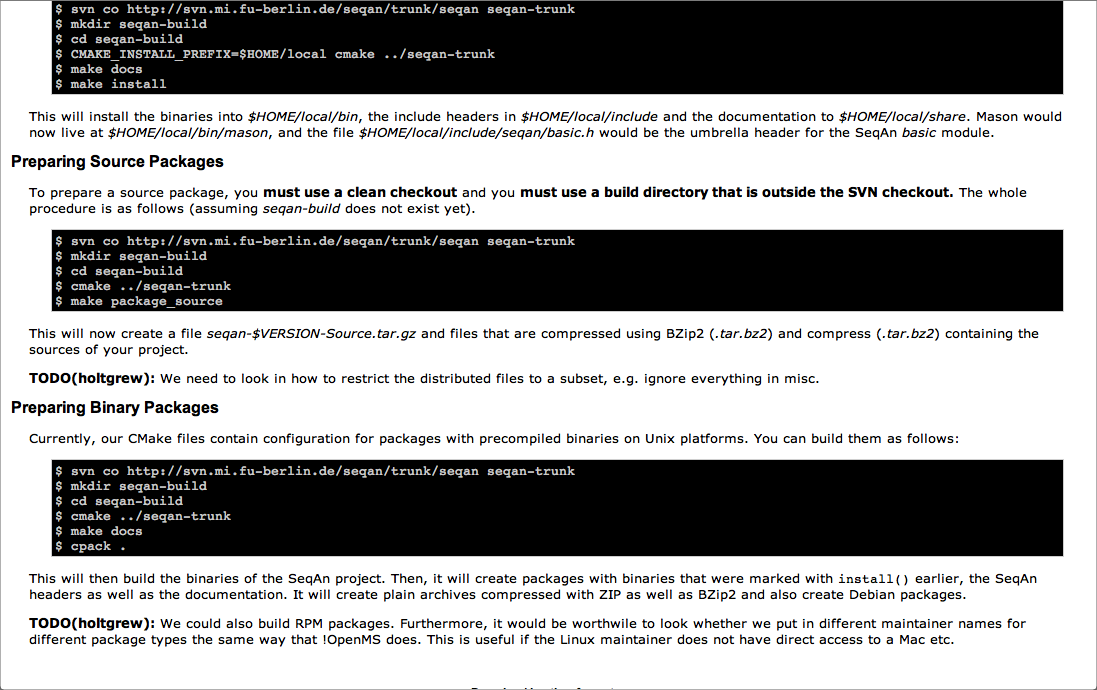 $ svn co http://svn.mi.fu-berlin.de/seqan/trunk/seqan seqan-trunk
$ mkdir seqan-build
$ cd seqan-build
$ CMAKE_INSTALL_PREFIX=$HOME/local cmake ../seqan-trunk
$ make docs
$ make install
This will install the binaries into $HOME/local/bin, the include headers in $HOME/local/include and the documentation to $HOME/local/share. Mason would
now live at $HOME/local/bin/mason, and the file $HOME/local/include/seqan/basic.h would be the umbrella header for the SeqAn basic module.
Preparing Source Packages
To prepare a source package, you must use a clean checkout and you must use a build directory that is outside the SVN checkout. The whole
procedure is as follows (assuming seqan-build does not exist yet).
$ svn co http://svn.mi.fu-berlin.de/seqan/trunk/seqan seqan-trunk
$ mkdir seqan-build
$ cd seqan-build
$ cmake ../seqan-trunk
$ make package_source
This will now create a file seqan-$VERSION-Source.tar.gz and files that are compressed using BZip2 (.tar.bz2) and compress (.tar.bz2) containing the
sources of your project.
TODO(holtgrew): We need to look in how to restrict the distributed files to a subset, e.g. ignore everything in misc.
Preparing Binary Packages
Currently, our CMake files contain configuration for packages with precompiled binaries on Unix platforms. You can build them as follows:
$ svn co http://svn.mi.fu-berlin.de/seqan/trunk/seqan seqan-trunk
$ mkdir seqan-build
$ cd seqan-build
$ cmake ../seqan-trunk
$ make docs
$ cpack .
This will then build the binaries of the SeqAn project. Then, it will create packages with binaries that were marked with install() earlier, the SeqAn
headers as well as the documentation. It will create plain archives compressed with ZIP as well as BZip2 and also create Debian packages.
TODO(holtgrew): We could also build RPM packages. Furthermore, it would be worthwile to look whether we put in different maintainer names for
different package types the same way that !OpenMS does. This is useful if the Linux maintainer does not have direct access to a Mac etc.